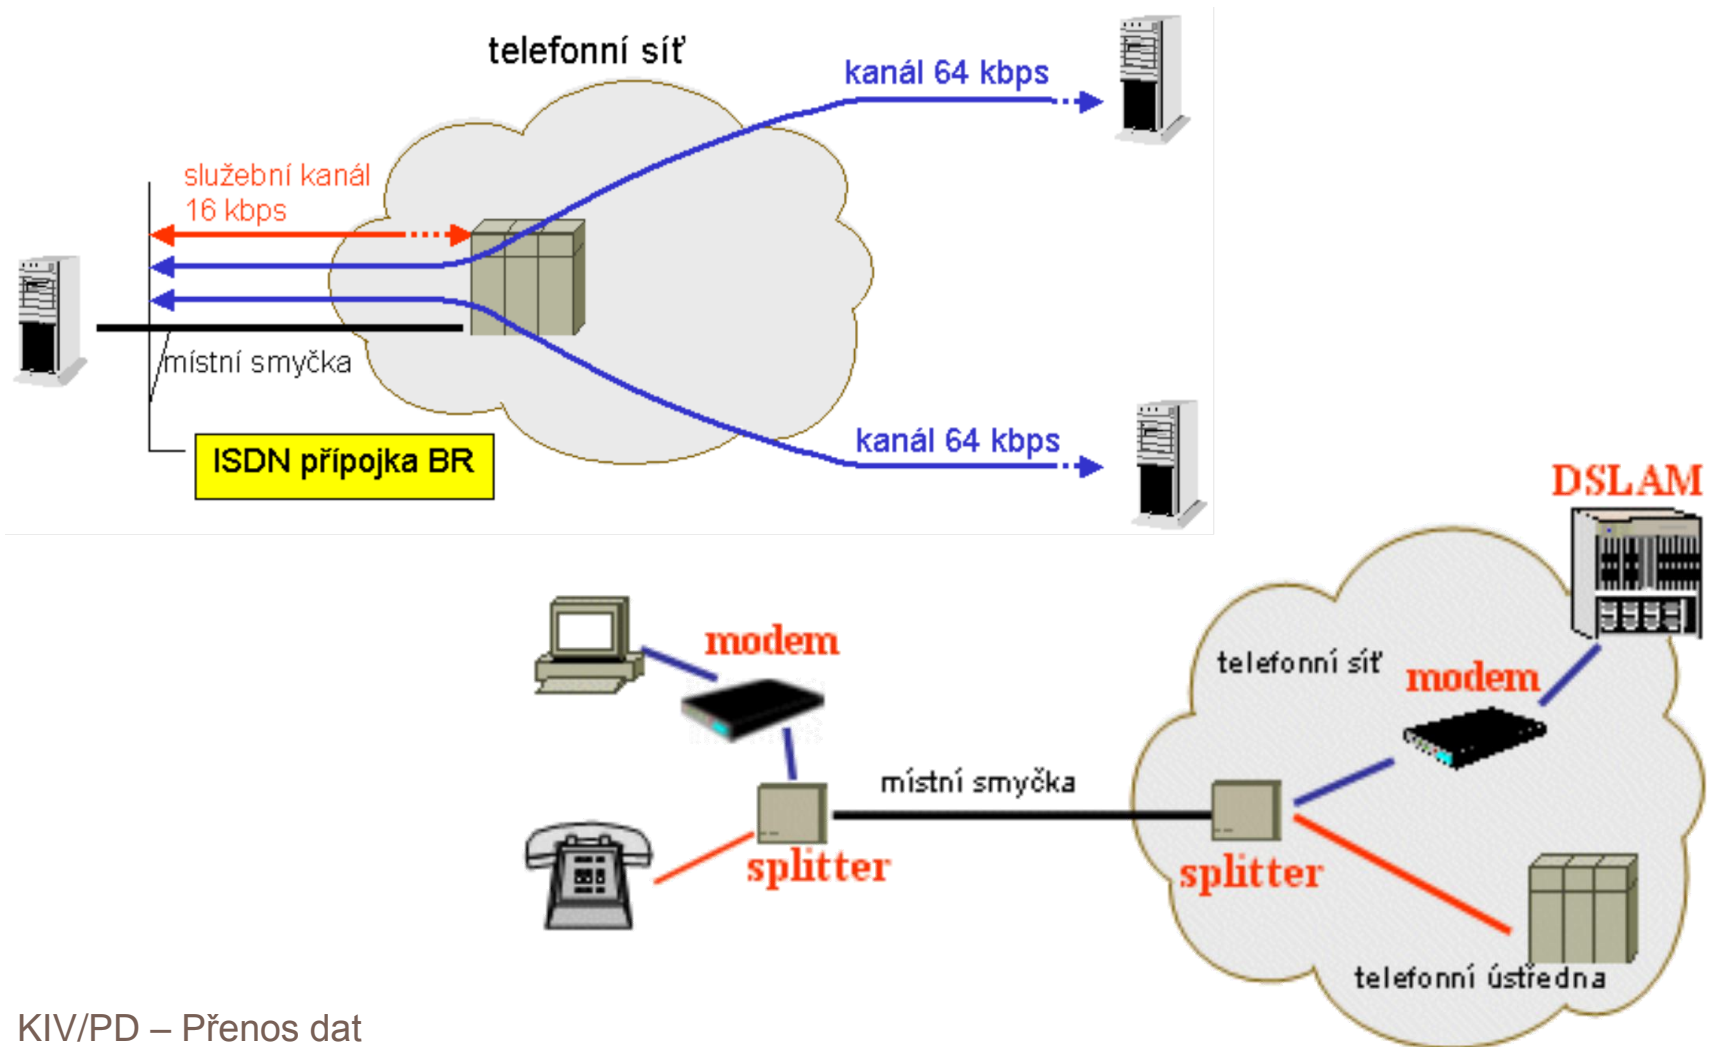 telefonní síť
kanál 64 kbps
služební kanál
16 kbps
místní smyčka
kanál 64 kbps
ISDN přípojka BR
DSLAM
modem
telefonní síť
modem
místní smyčka
splitter
splitter
telefonní ústředna
KIV/PD – Přenos dat